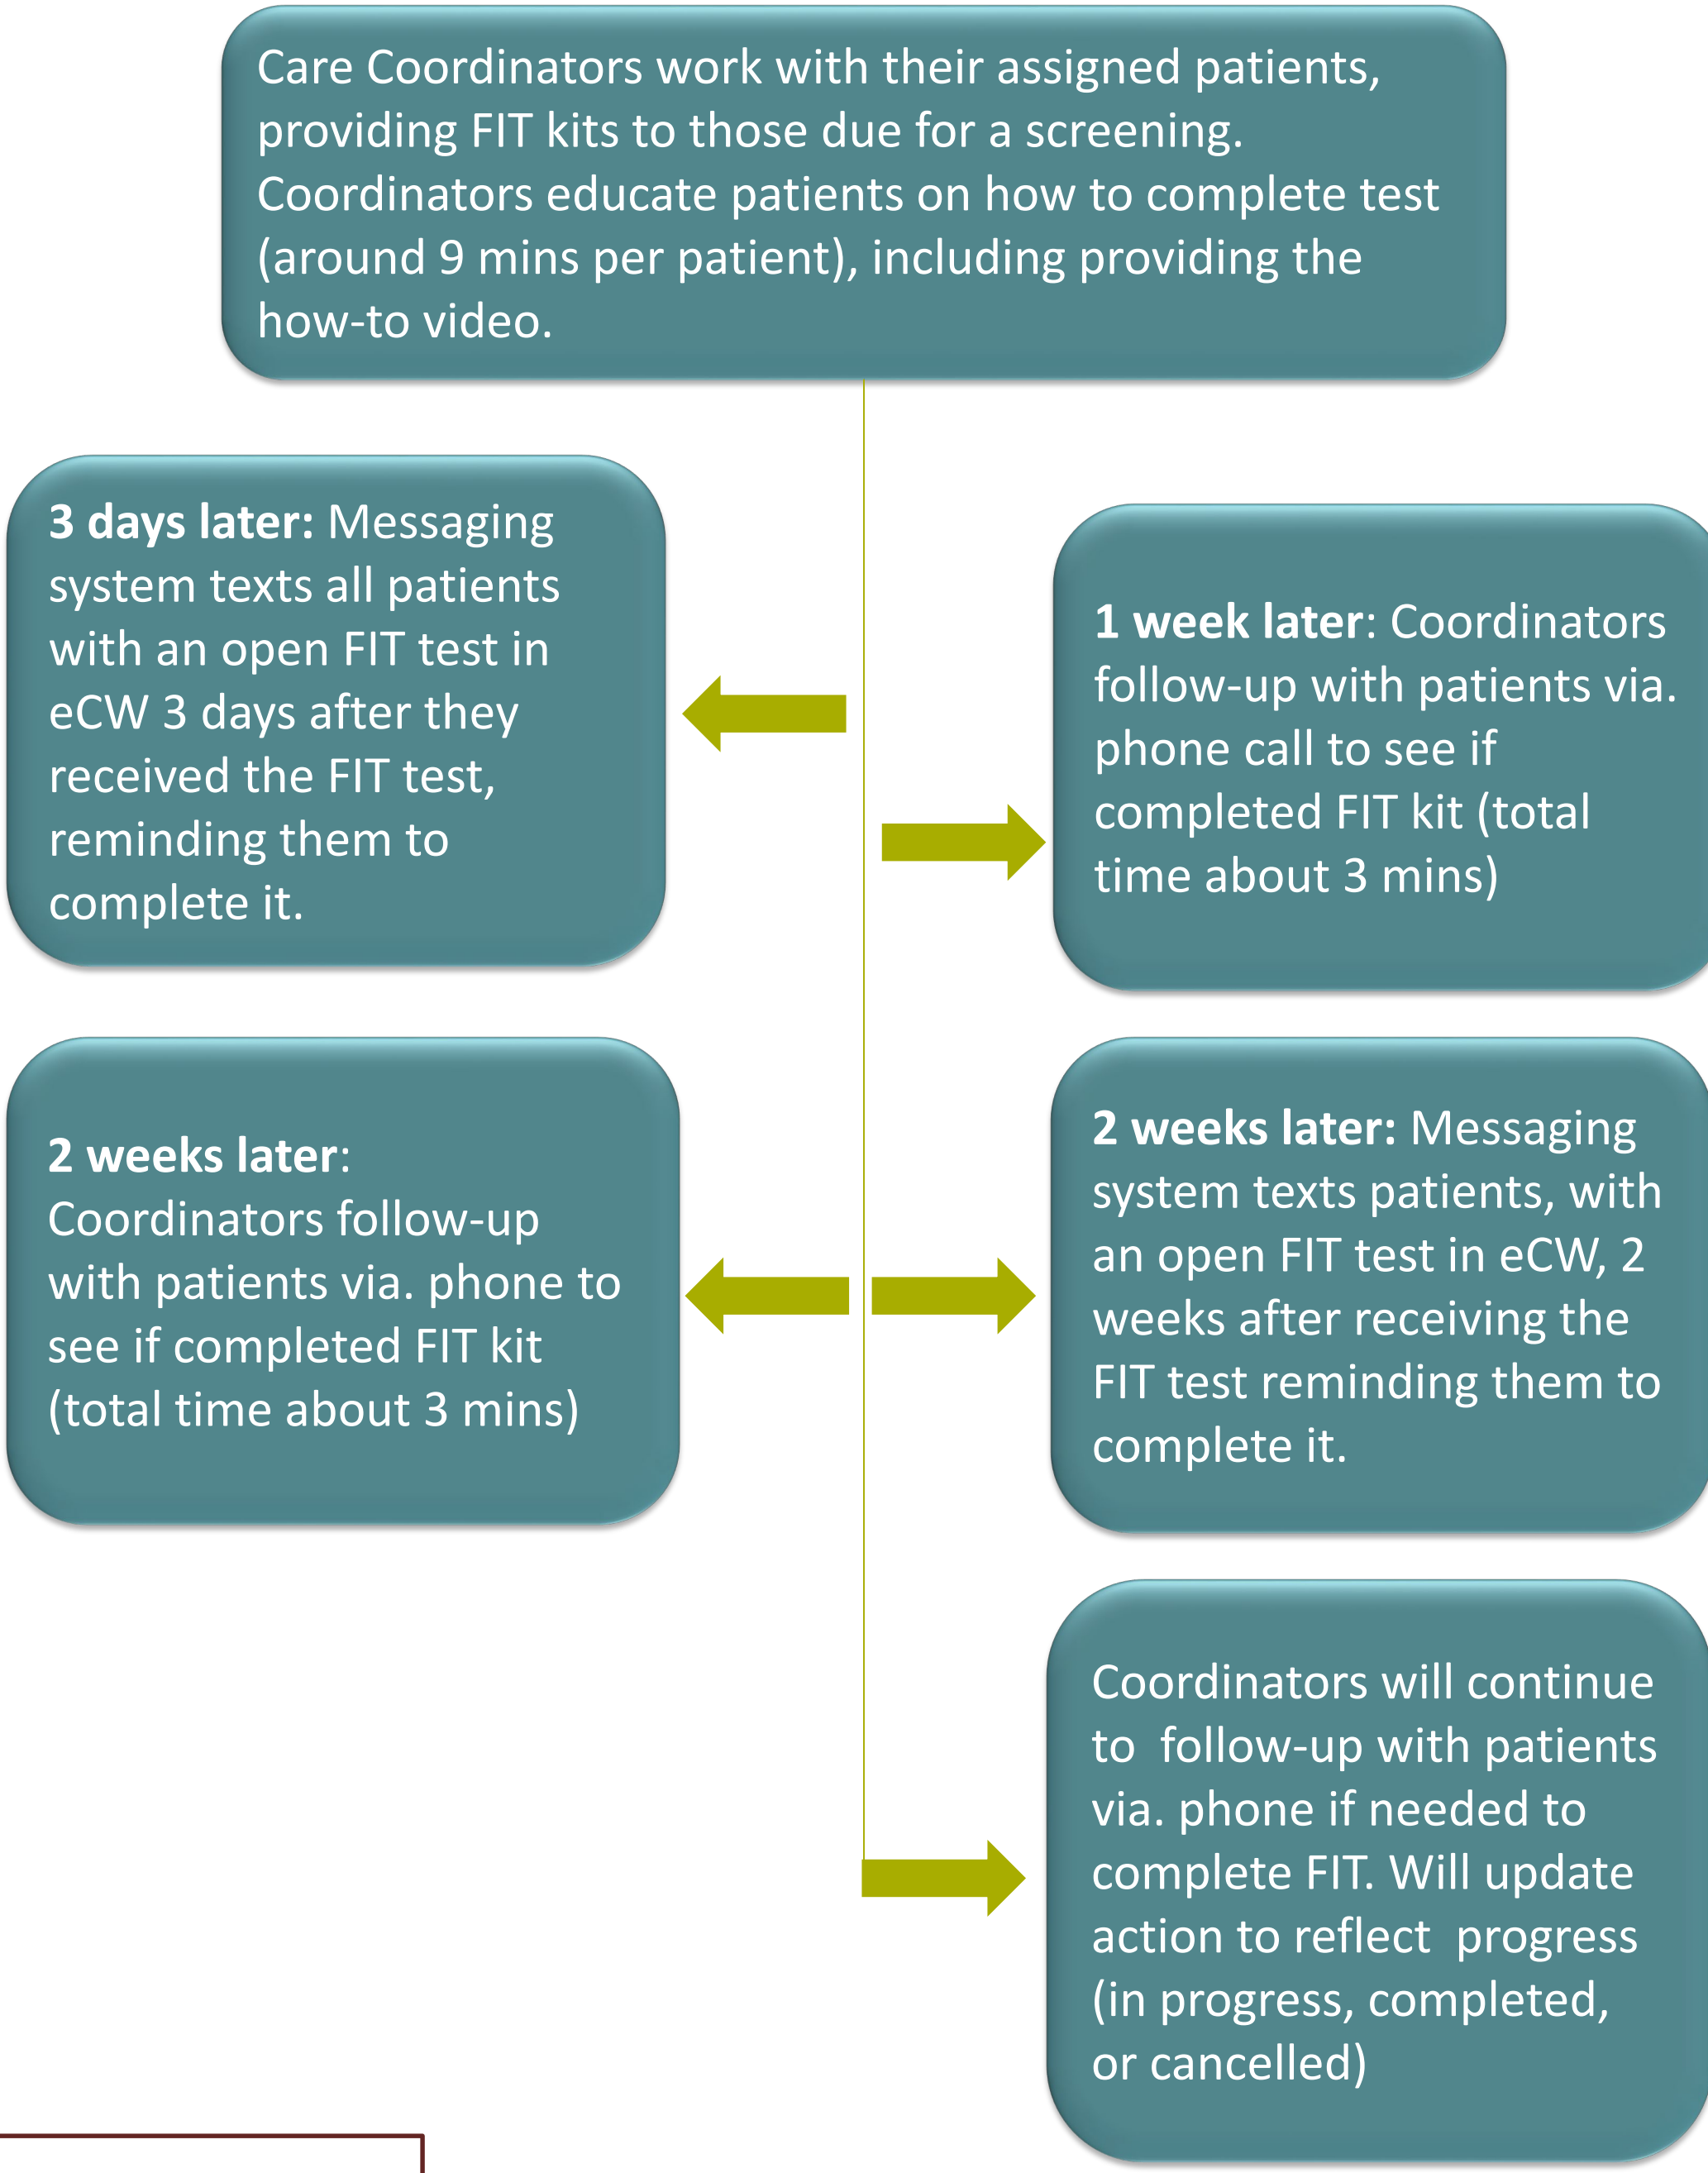 Care Coordinators work with their assigned patients,
providing FIT kits to those due for a screening.
Coordinators educate patients on how to complete test
(around 9 mins per patient), including providing the
how-to video.
3 days later: Messaging
system texts all patients
with an open FIT test in
eCW 3 days after they
received the FIT test,
reminding them to
complete it.
1 week later: Coordinators
follow-up with patients via.
phone call to see if
completed FIT kit (total
time about 3 mins)
2 weeks later:
Coordinators follow-up
with patients via. phone to
see if completed FIT kit
(total time about 3 mins)
2 weeks later: Messaging
system texts patients, with
an open FIT test in eCW, 2
weeks after receiving the
FIT test reminding them to
complete it.
Coordinators will continue
to  follow-up with patients
via. phone if needed to
complete FIT. Will update
action to reflect  progress
(in progress, completed,
or cancelled)